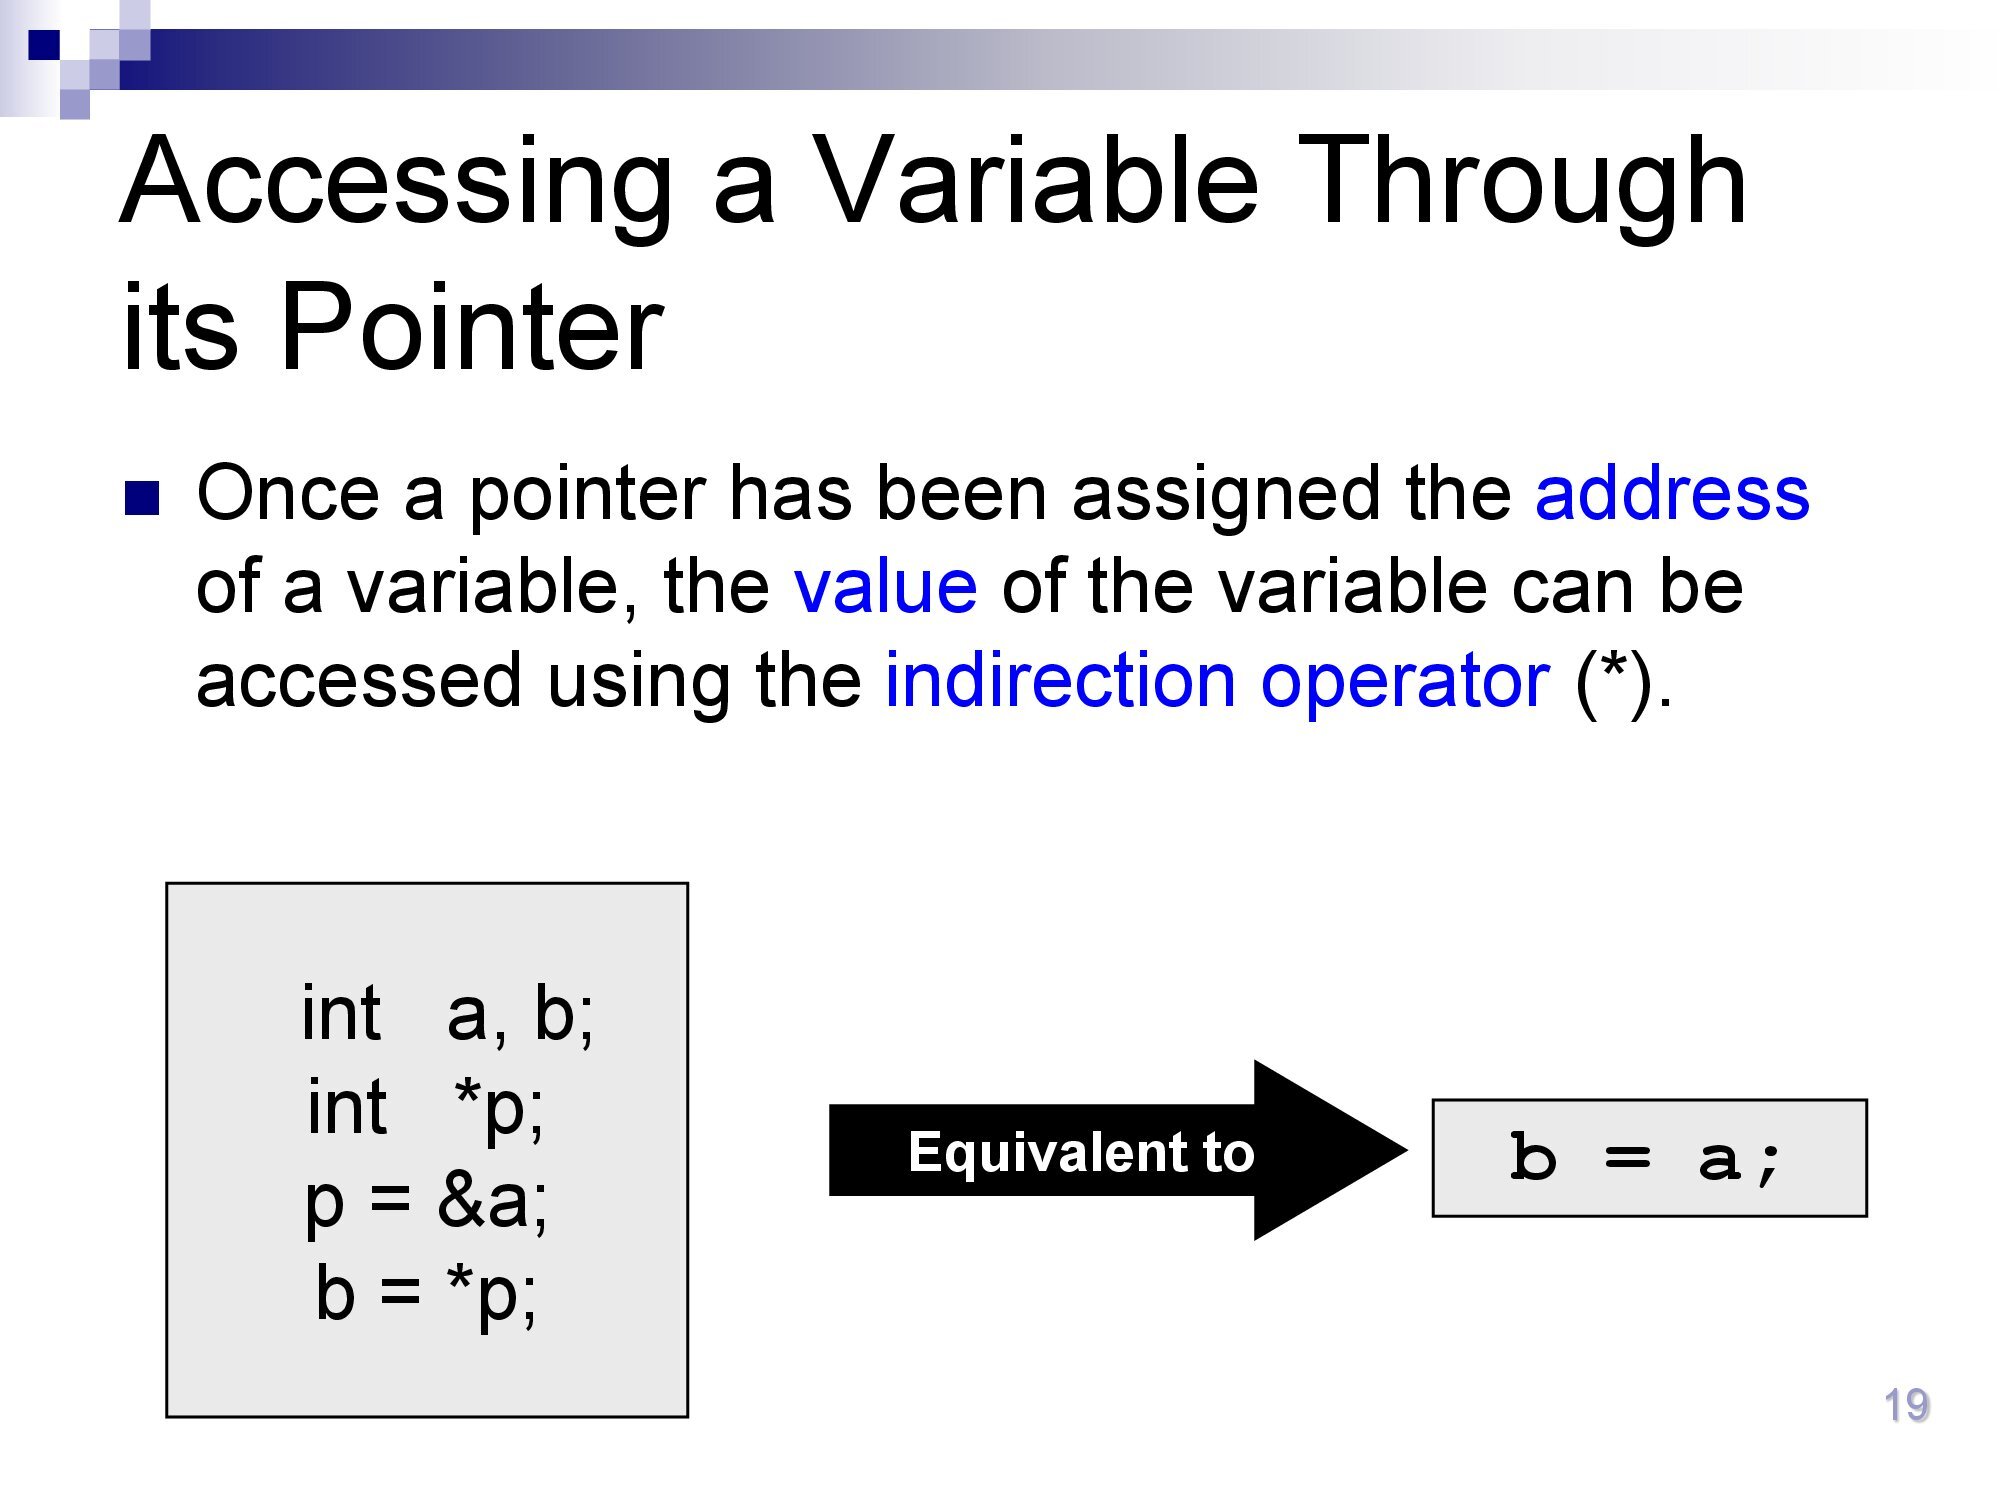 Accessing a Variable Through
its Pointer
Once a pointer has been assigned the address
of a variable, the value of the variable can be
accessed using the indirection operator (*).
int a, b;
int *p;
p = &a;
b = *p;
Equivalent to
b = a;
19